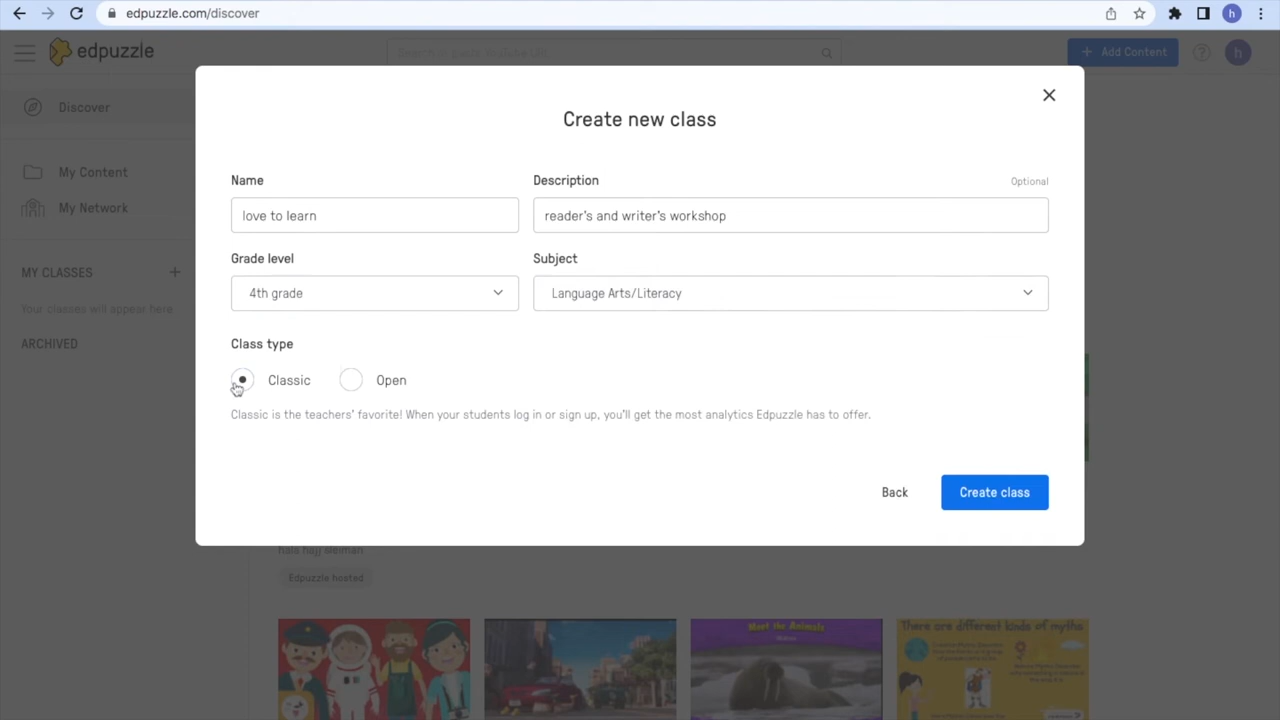 edpuzzle.com/discover
h
edpuzzle
Search
Add Content
?
h
Discover
My Content
My Network
MY CLASSES
Your classes will appear here
ARCHIVED
Create new class
Name
Description
Optional
love to learn
reader's and writer's workshop
Grade level
Subject
4th grade
Language Arts/Literacy
Class type
Classic
Open
Classic is the teachers' favorite! When your students log in or sign up, you'll get the most analytics Edpuzzle has to offer.
Back
Create class
hala hajj sleiman
Edpuzzle hosted
Meet the Animals
There are different kinds of myths